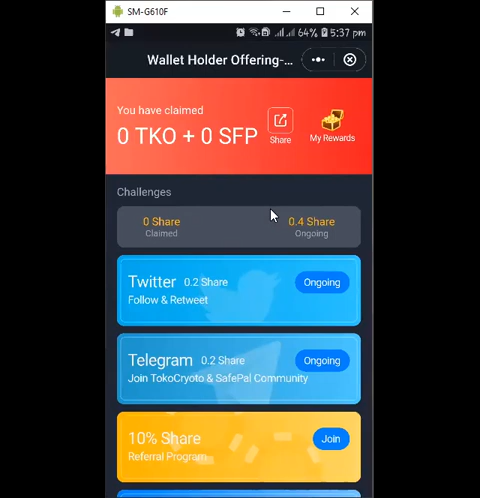 SM-G610F
64% 5:37 pm
Wallet Holder Offering-...
You have claimed
0 TKO + 0 SFP
Share
My Rewards
Challenges
0 Share
0.4 Share
Claimed
Ongoing
Twitter 0.2 Share
Ongoing
Follow & Retweet
Telegram 0.2 Share
Ongoing
Join TokoCryoto & SafePal Community
10% Share
Join
Referral Program